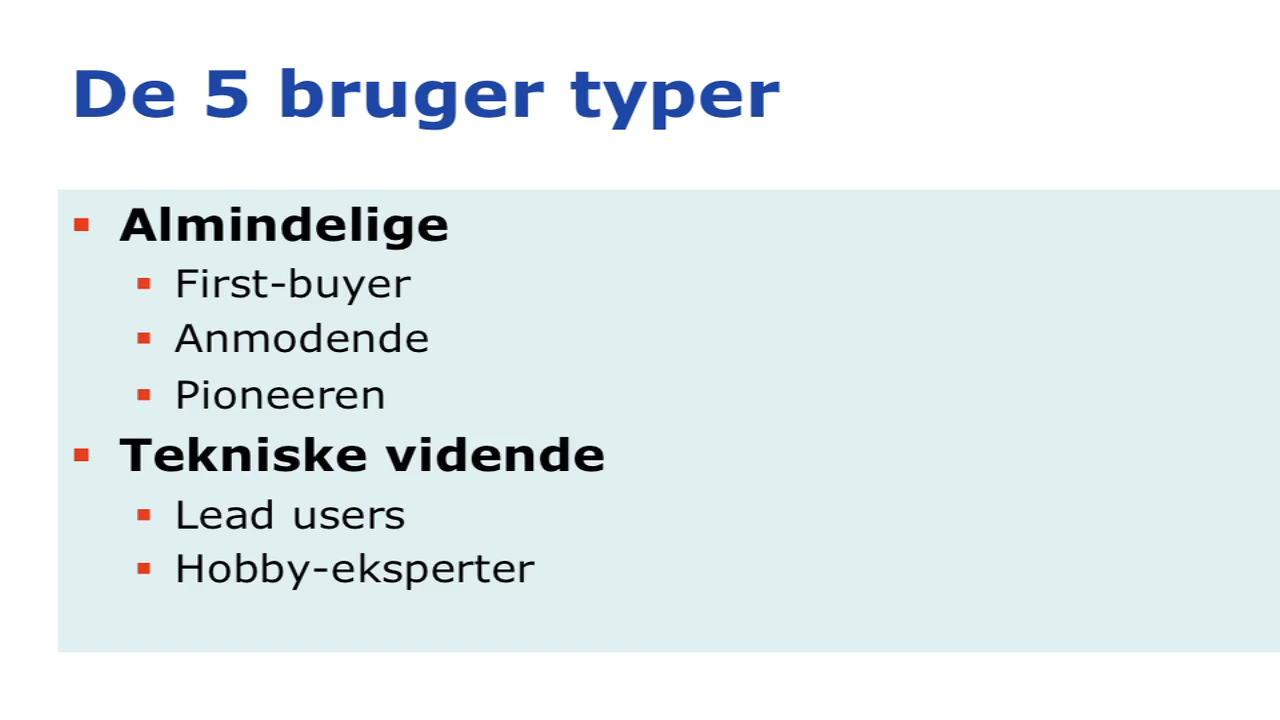 De 5 bruger typer
Almindelige
First-buyer
Anmodende
Pioneeren
Tekniske vidende
Lead users
Hobby-eksperter